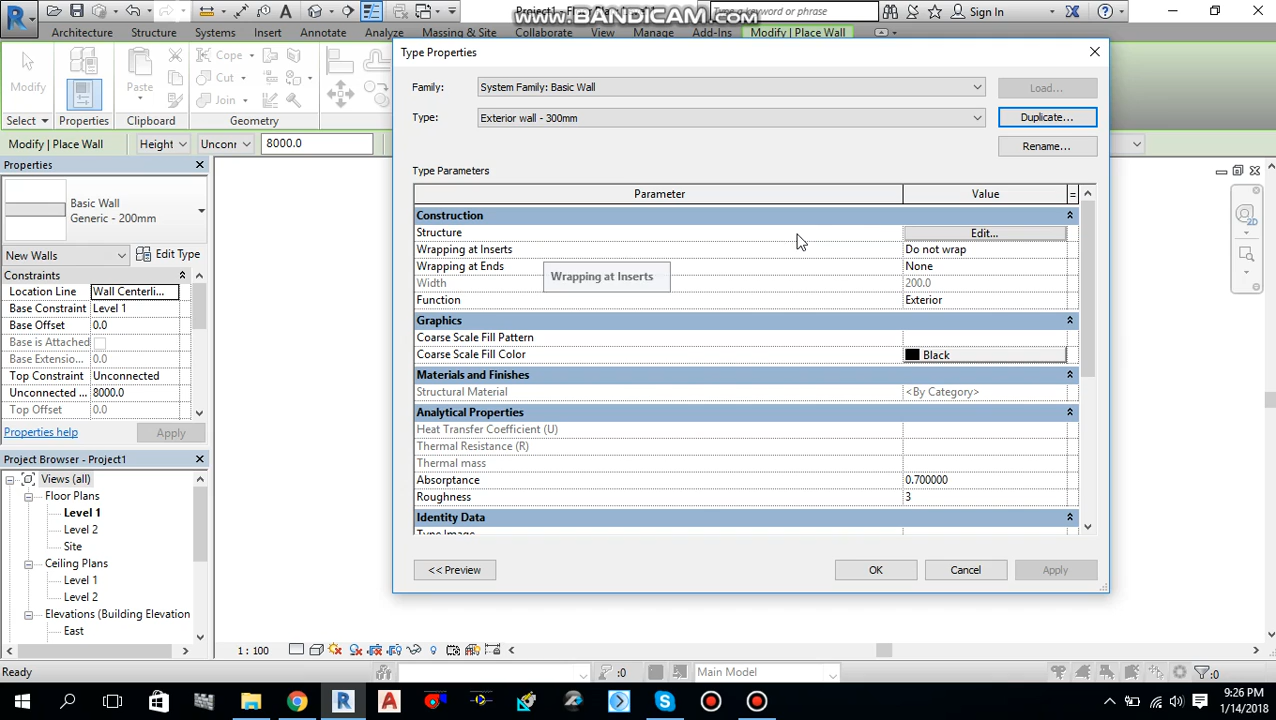 www.BANDICAM.com
Type a keyword or phrase
Sign In
Architecture Structure Systems Insert Annotate Analyze Massing & Site Collaborate View Manage Add-Ins Modify | Place Wall
Modify
Paste
Cope
Cut
Join
Select Properties Clipboard Geometry
Modify | Place Wall Height Unconr 8000.0
Properties
Basic Wall
Generic - 200mm
New Walls Edit Type
Constraints
Location Line Wall Centerli...
Base Constraint Level 1
Base Offset 0.0
Base is Attached
Base Extensio... 0.0
Top Constraint Unconnected
Unconnected ... 8000.0
Top Offset 0.0
Properties help Apply
Project Browser - Project1
Views (all)
Floor Plans
Level 1
Level 2
Site
Ceiling Plans
Level 1
Level 2
Elevations (Building Elevation
East
Type Properties
Family: System Family: Basic Wall Load...
Type: Exterior wall - 300mm Duplicate...
Rename...
Type Parameters
Parameter Value =
Construction
Structure Edit...
Wrapping at Inserts Do not wrap
Wrapping at Ends None
Wrapping at Inserts
Width 200.0
Function Exterior
Graphics
Coarse Scale Fill Pattern
Coarse Scale Fill Color Black
Materials and Finishes
Structural Material <By Category>
Analytical Properties
Heat Transfer Coefficient (U)
Thermal Resistance (R)
Thermal mass
Absorptance 0.700000
Roughness 3
Identity Data
Type Image
<< Preview OK Cancel Apply
1 : 100
Ready :0 Main Model :0
9:26 PM
1/14/2018